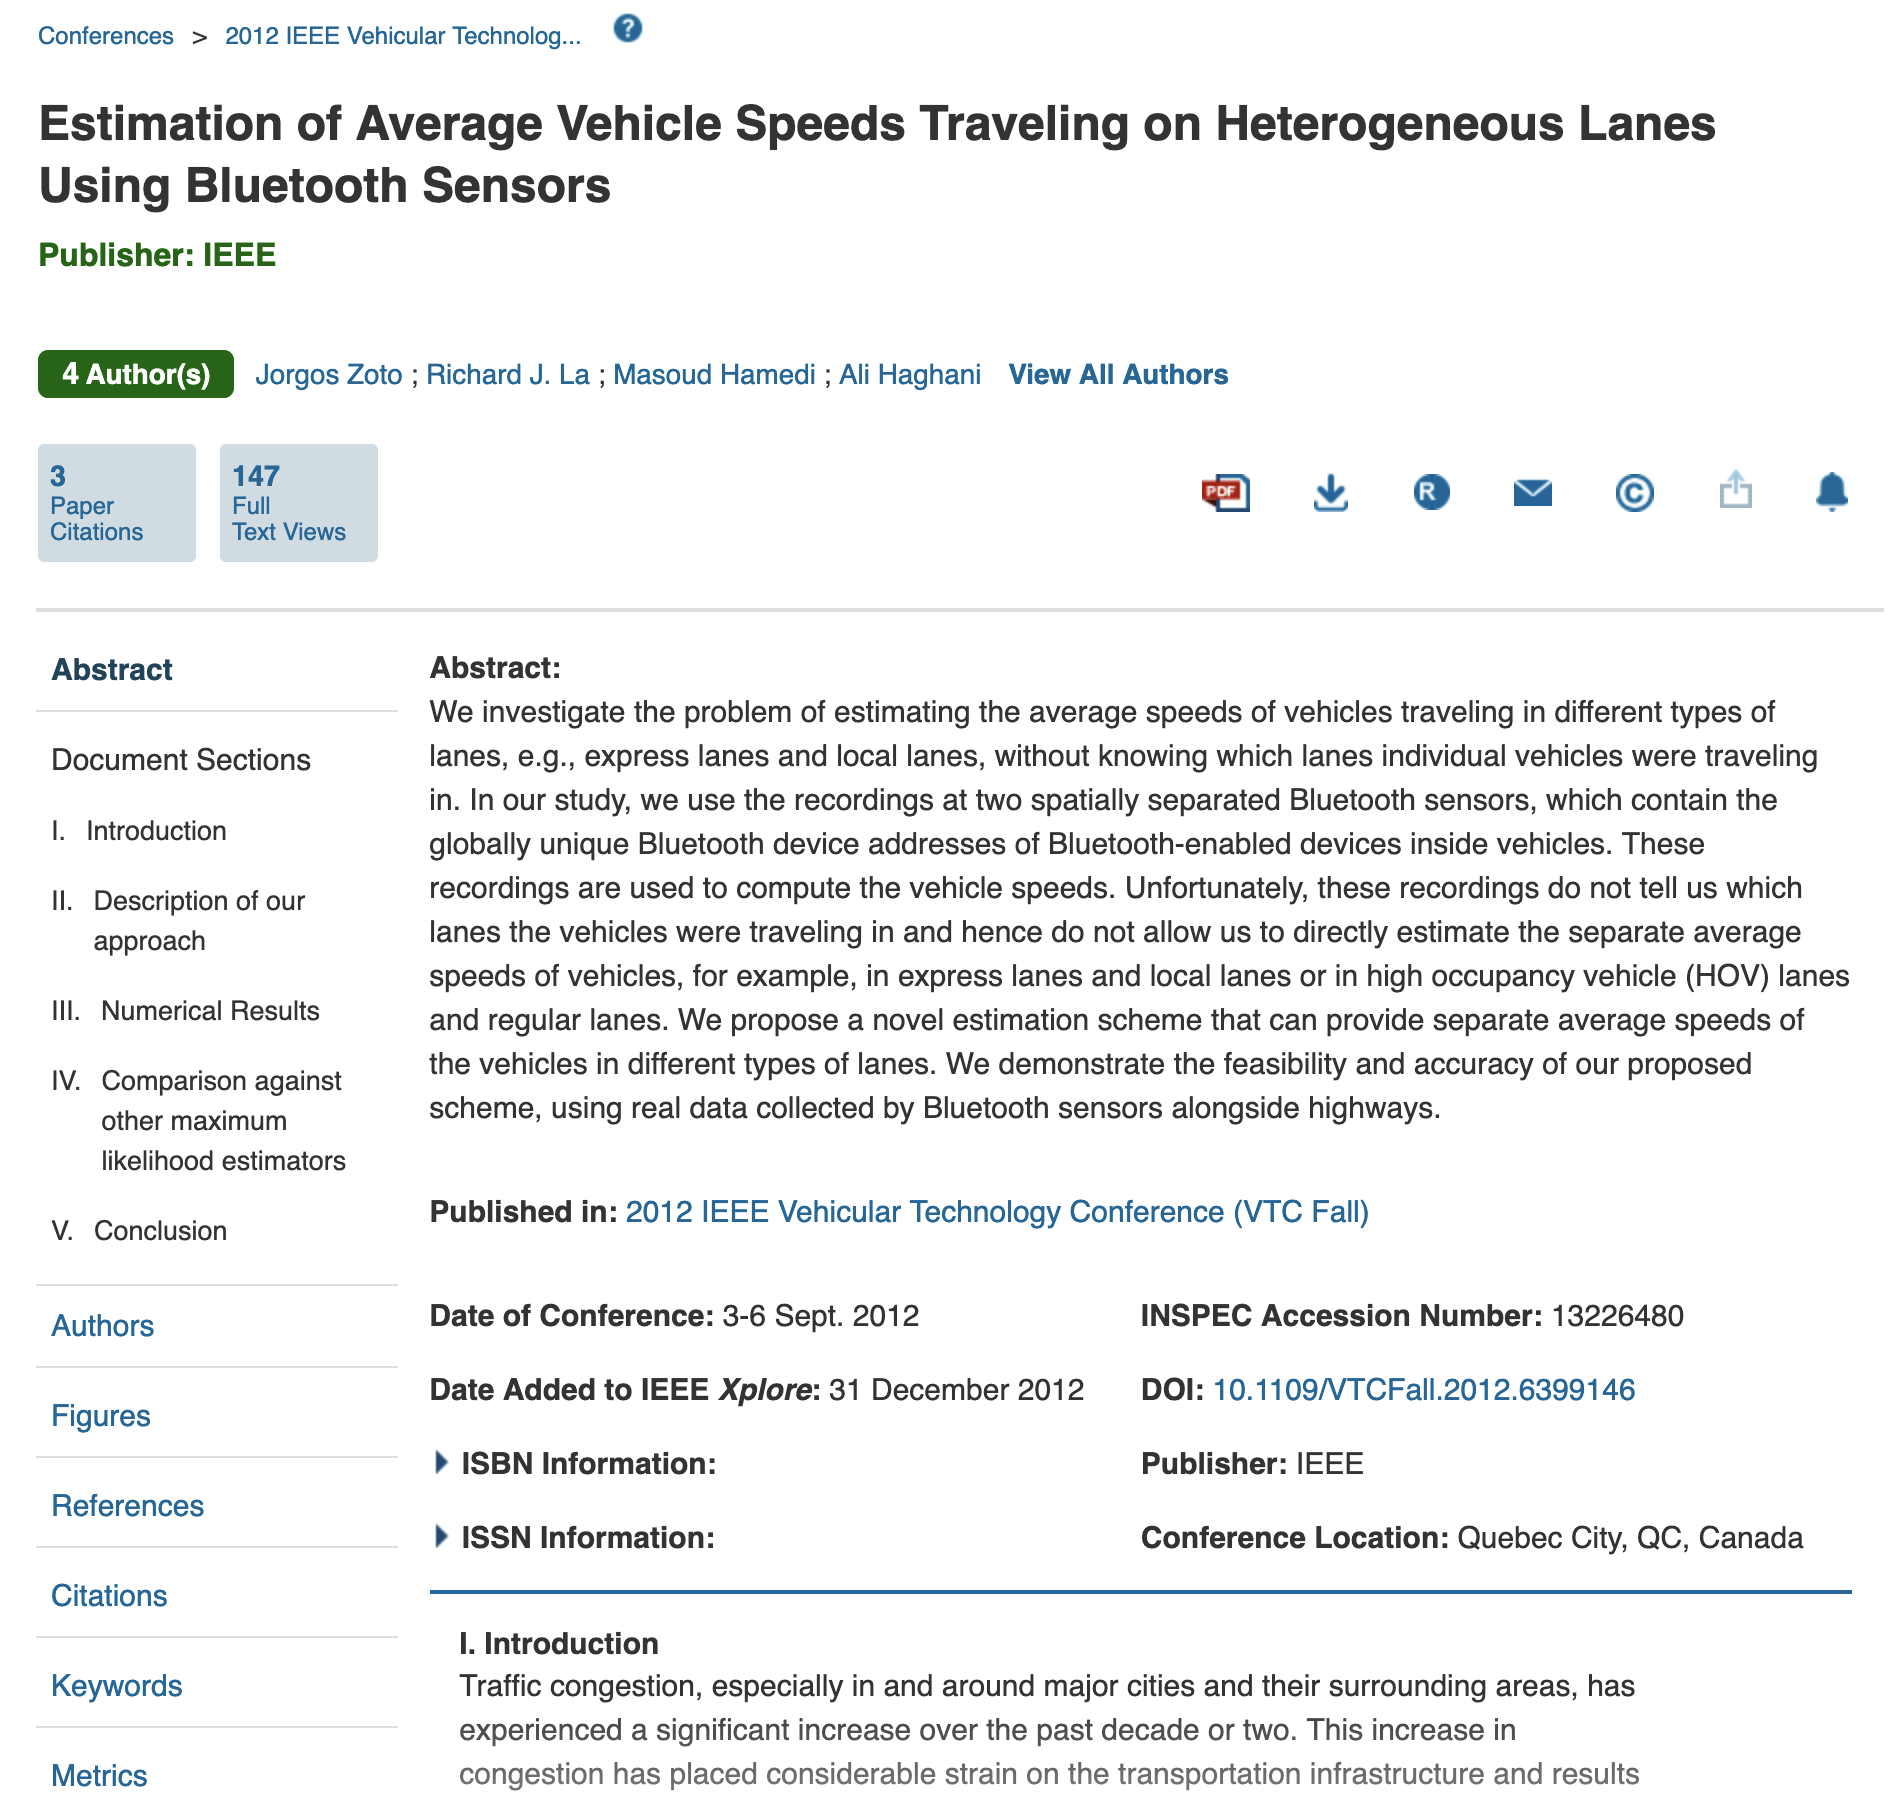 Conferences > 2012 IEEE Vehicular Technolog... ?
Estimation of Average Vehicle Speeds Traveling on Heterogeneous Lanes
Using Bluetooth Sensors
Publisher: IEEE
4 Author(s) Jorgos Zoto ; Richard J. La ; Masoud Hamedi ; Ali Haghani View All Authors
3
Paper
Citations
147
Full
Text Views
PDF
R
©
Abstract
Document Sections
I. Introduction
II. Description of our
approach
III. Numerical Results
IV. Comparison against
other maximum
likelihood estimators
V. Conclusion
Authors
Figures
References
Citations
Keywords
Metrics
Abstract:
We investigate the problem of estimating the average speeds of vehicles traveling in different types of
lanes, e.g., express lanes and local lanes, without knowing which lanes individual vehicles were traveling
in. In our study, we use the recordings at two spatially separated Bluetooth sensors, which contain the
globally unique Bluetooth device addresses of Bluetooth-enabled devices inside vehicles. These
recordings are used to compute the vehicle speeds. Unfortunately, these recordings do not tell us which
lanes the vehicles were traveling in and hence do not allow us to directly estimate the separate average
speeds of vehicles, for example, in express lanes and local lanes or in high occupancy vehicle (HOV) lanes
and regular lanes. We propose a novel estimation scheme that can provide separate average speeds of
the vehicles in different types of lanes. We demonstrate the feasibility and accuracy of our proposed
scheme, using real data collected by Bluetooth sensors alongside highways.
Published in: 2012 IEEE Vehicular Technology Conference (VTC Fall)
Date of Conference: 3-6 Sept. 2012
Date Added to IEEE Xplore: 31 December 2012
ISBN Information:
ISSN Information:
INSPEC Accession Number: 13226480
DOI: 10.1109/VTCFall.2012.6399146
Publisher: IEEE
Conference Location: Quebec City, QC, Canada
I. Introduction
Traffic congestion, especially in and around major cities and their surrounding areas, has
experienced a significant increase over the past decade or two. This increase in
congestion has placed considerable strain on the transportation infrastructure and results